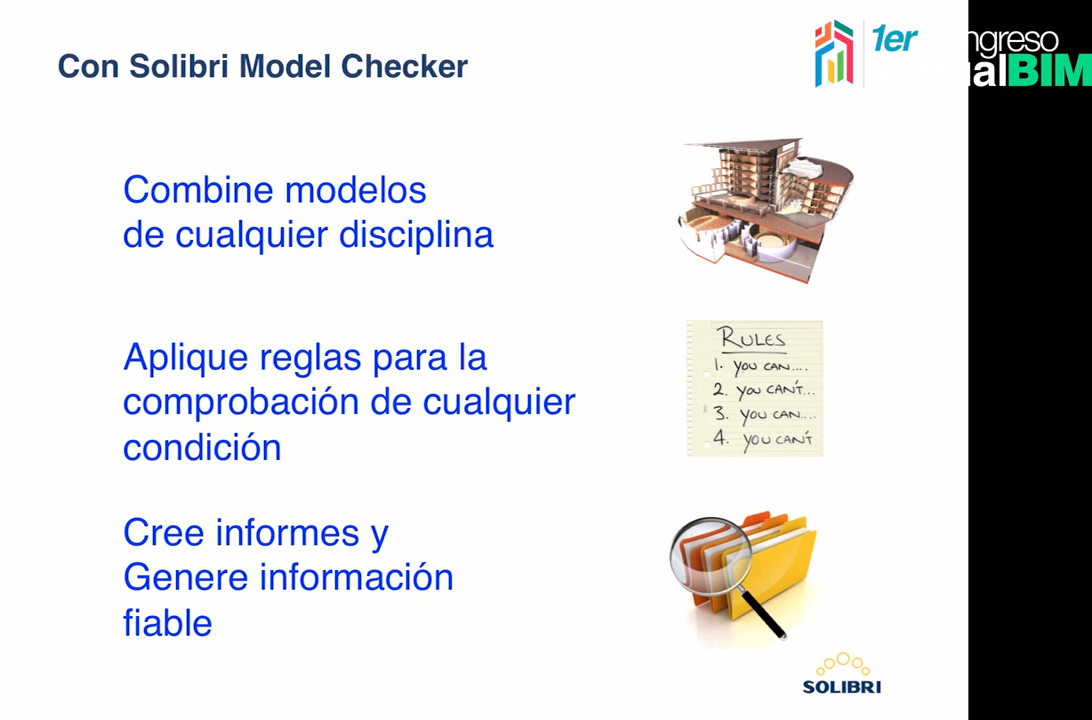 Con Solibri Model Checker
1er
ngreso
ualBIM
Combine modelos
de cualquier disciplina
RULES
1. YOU CAN....
2. YOU CAN'T...
3. YOU CAN....
4. YOU CAN'T
Aplique reglas para la
comprobación de cualquier
condición
Cree informes y
Genere información
fiable
SOLIBRI